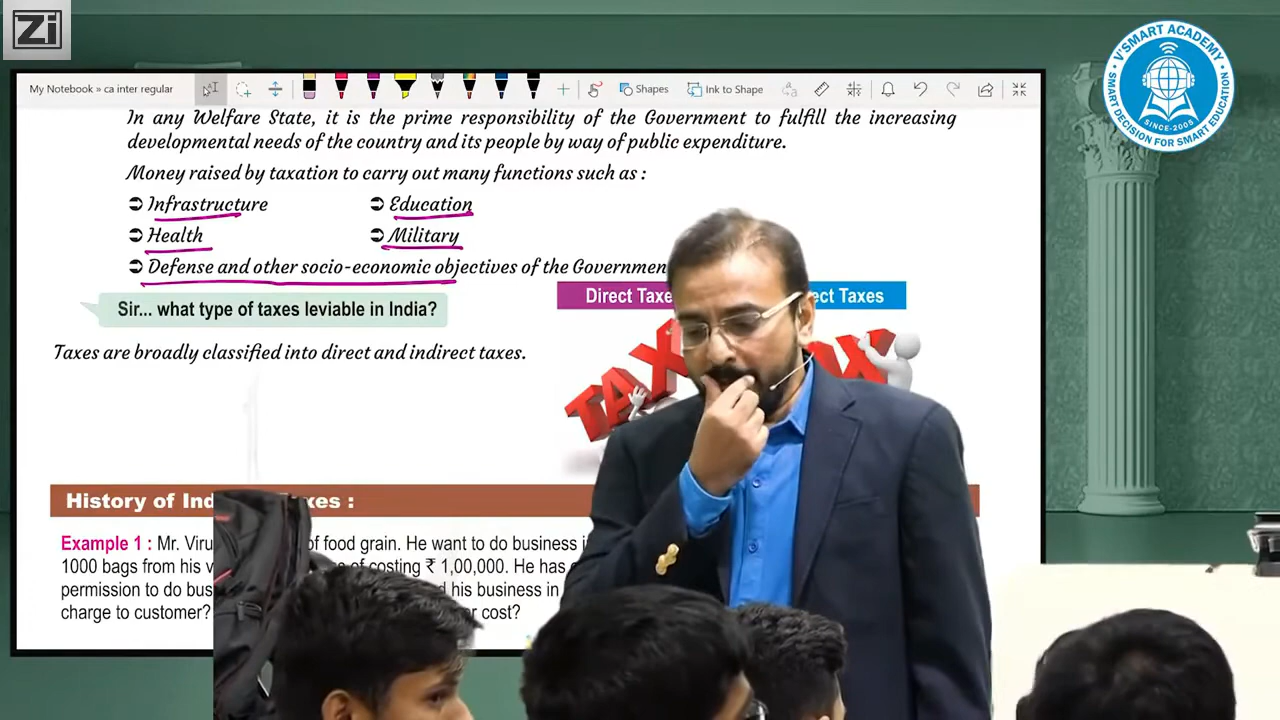 Zi
V'SMART ACADEMY
SINCE-2005
SMART DECISION FOR SMART EDUCATION
My Notebook » ca inter regular
Shapes
Ink to Shape
In any Welfare State, it is the prime responsibility of the Government to fulfill the increasing
developmental needs of the country and its people by way of public expenditure.
Money raised by taxation to carry out many functions such as :
Infrastructure
Education
Health
Military
Defense and other socio-economic objectives of the Governmen
Sir... what type of taxes leviable in India?
Direct Taxe
ect Taxes
Taxes are broadly classified into direct and indirect taxes.
TAX
History of Ind xes :
Example 1 : Mr. Viru of food grain. He want to do business i
1000 bags from his v of costing ₹ 1,00,000. He has
permission to do bus d his business in
charge to customer? or cost?